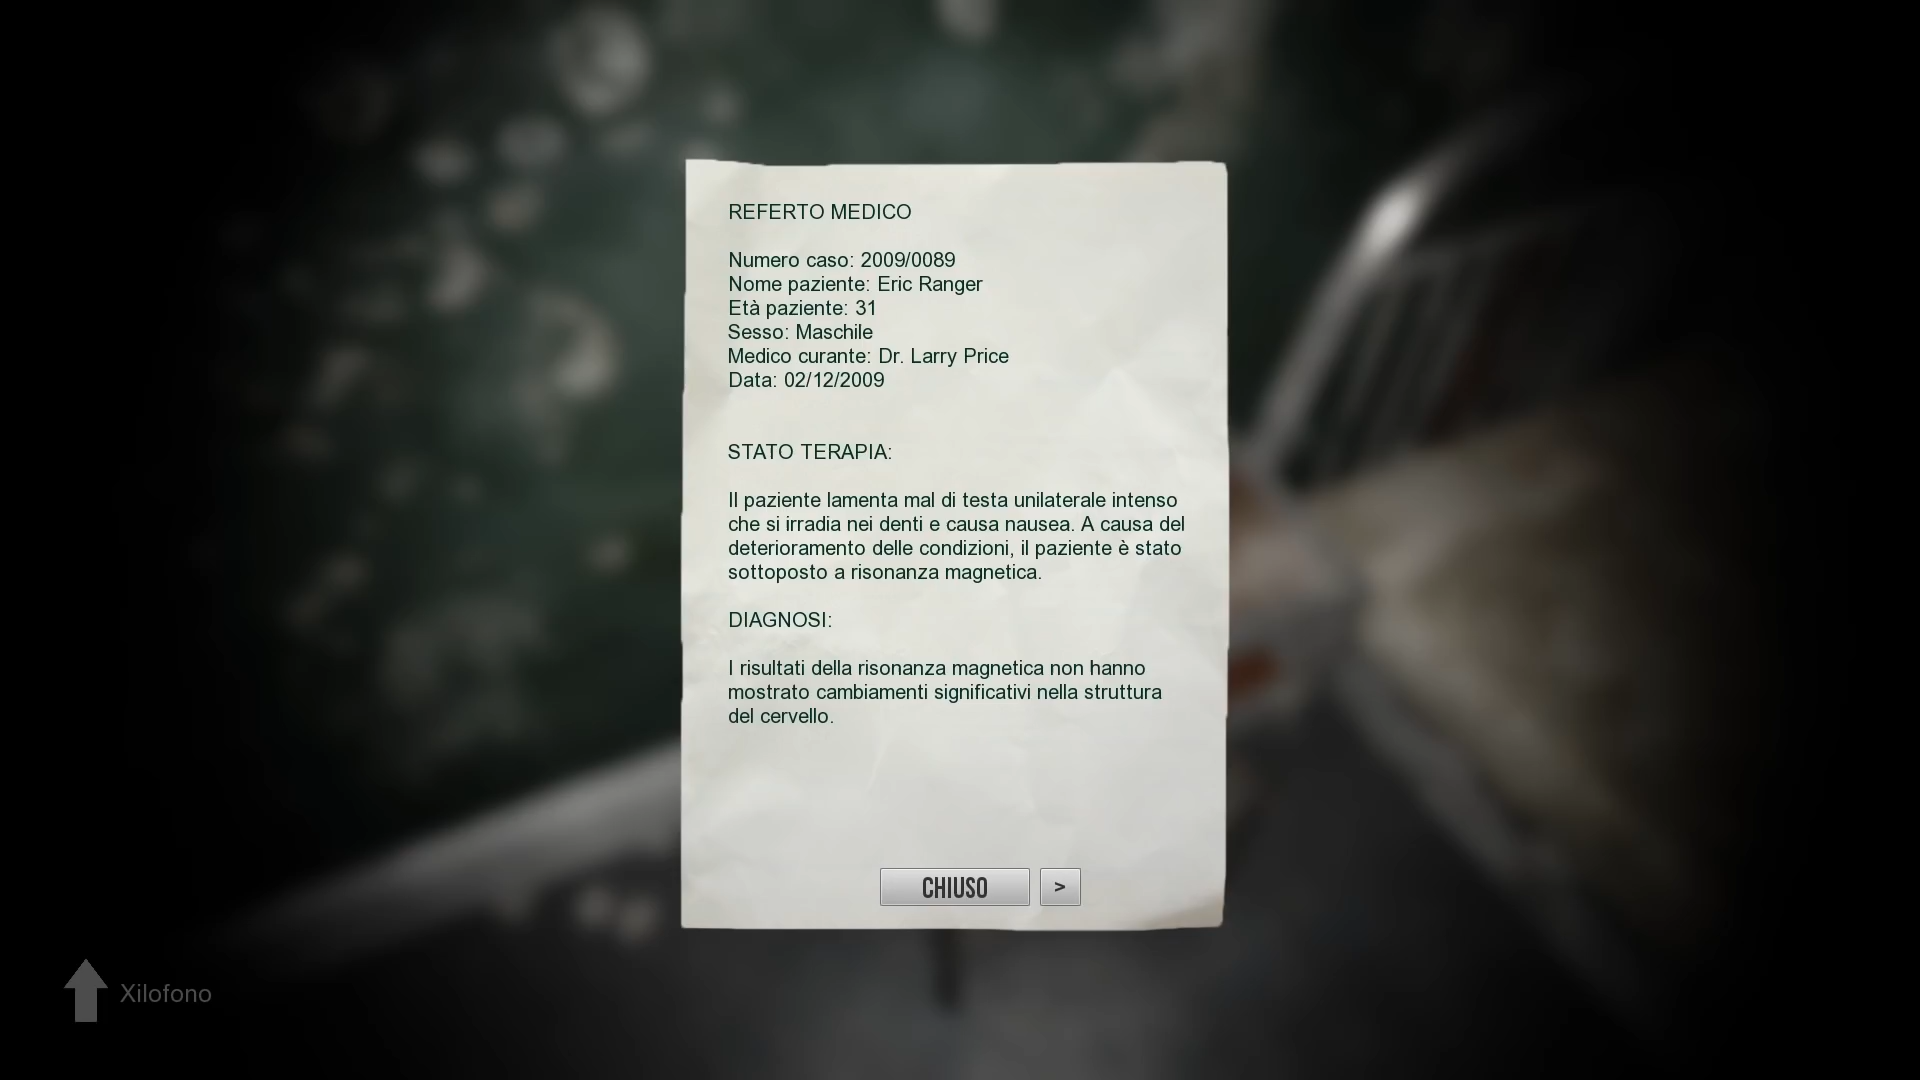 REFERTO MEDICO
Numero caso: 2009/0089
Nome paziente: Eric Ranger
Età paziente: 31
Sesso: Maschile
Medico curante: Dr. Larry Price
Data: 02/12/2009
STATO TERAPIA:
Il paziente lamenta mal di testa unilaterale intenso
che si irradia nei denti e causa nausea. A causa del
deterioramento delle condizioni, il paziente è stato
sottoposto a risonanza magnetica.
DIAGNOSI:
I risultati della risonanza magnetica non hanno
mostrato cambiamenti significativi nella struttura
del cervello.
CHIUSO >
Xilofono